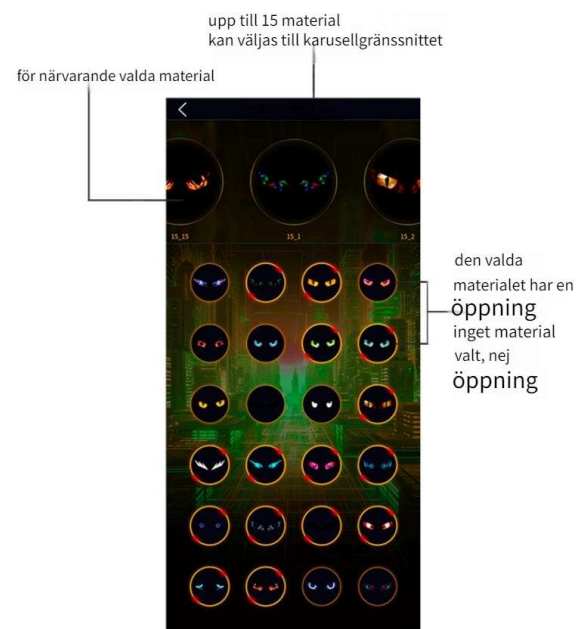 upp till 15 material
kan väljas till karusellgränssnittet
för närvarande valda material
15_15
15_1
15_2
den valda
materialet har en
öppning
inget material
valt, nej
öppning